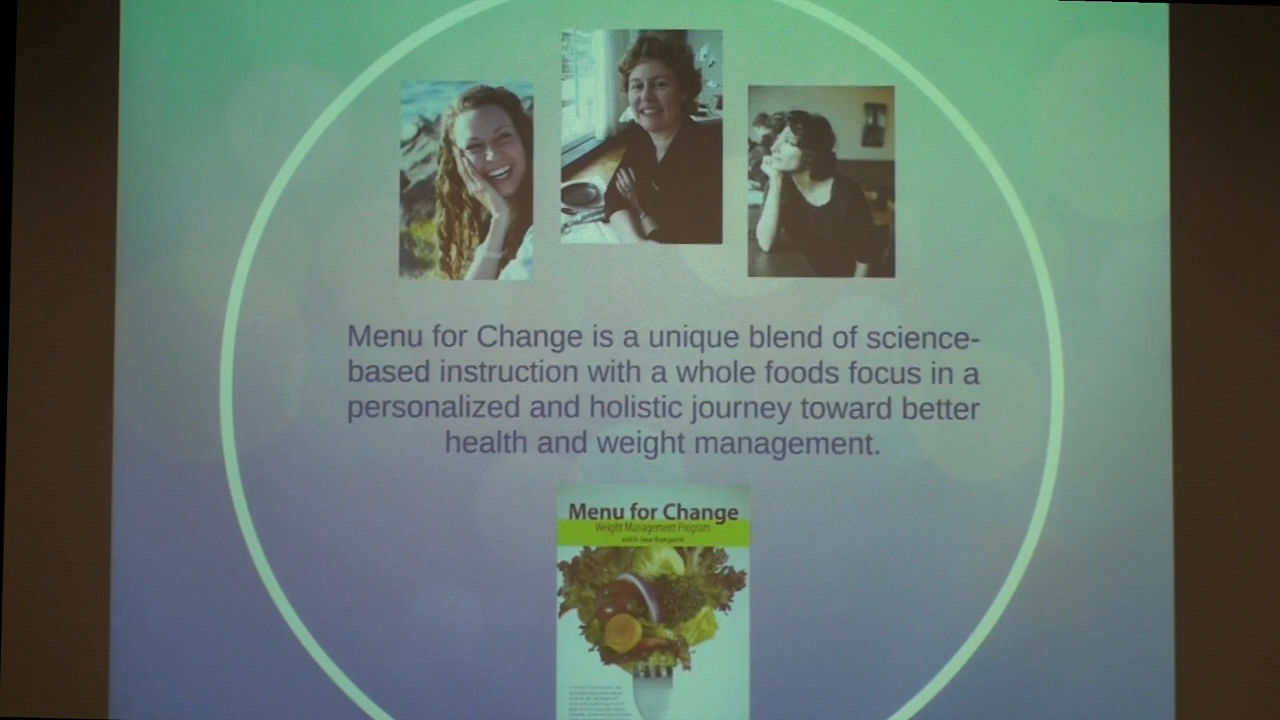 Menu for Change is a unique blend of science-
based instruction with a whole foods focus in a
personalized and holistic journey toward better
health and weight management.
Menu for Change
Weight Management Program